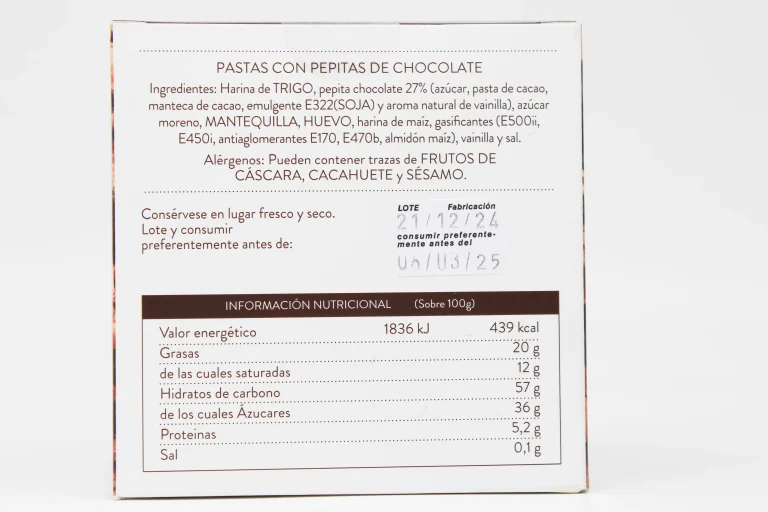 PASTAS CON PEPITAS DE CHOCOLATE
Ingredientes: Harina de TRIGO, pepita chocolate 27% (azúcar, pasta de cacao,
manteca de cacao, emulgente E322(SOJA) y aroma natural de vainilla), azúcar
moreno, MANTEQUILLA, HUEVO, harina de maíz, gasificantes (E500ii,
E450i, antiaglomerantes E170, E470b, almidón maíz), vainilla y sal.
Alérgenos: Pueden contener trazas de FRUTOS DE
CÁSCARA, CACAHUETE y SÉSAMO.
Consérvese en lugar fresco y seco.
Lote y consumir
preferentemente antes de:
LOTE Fabricación
21/12/24
consumir preferente-
mente antes del
06/03/25
INFORMACIÓN NUTRICIONAL (Sobre 100g)
Valor energético 1836 kJ 439 kcal
Grasas 20 g
de las cuales saturadas 12 g
Hidratos de carbono 57 g
de los cuales Azúcares 36 g
Proteinas 5,2 g
Sal 0,1 g